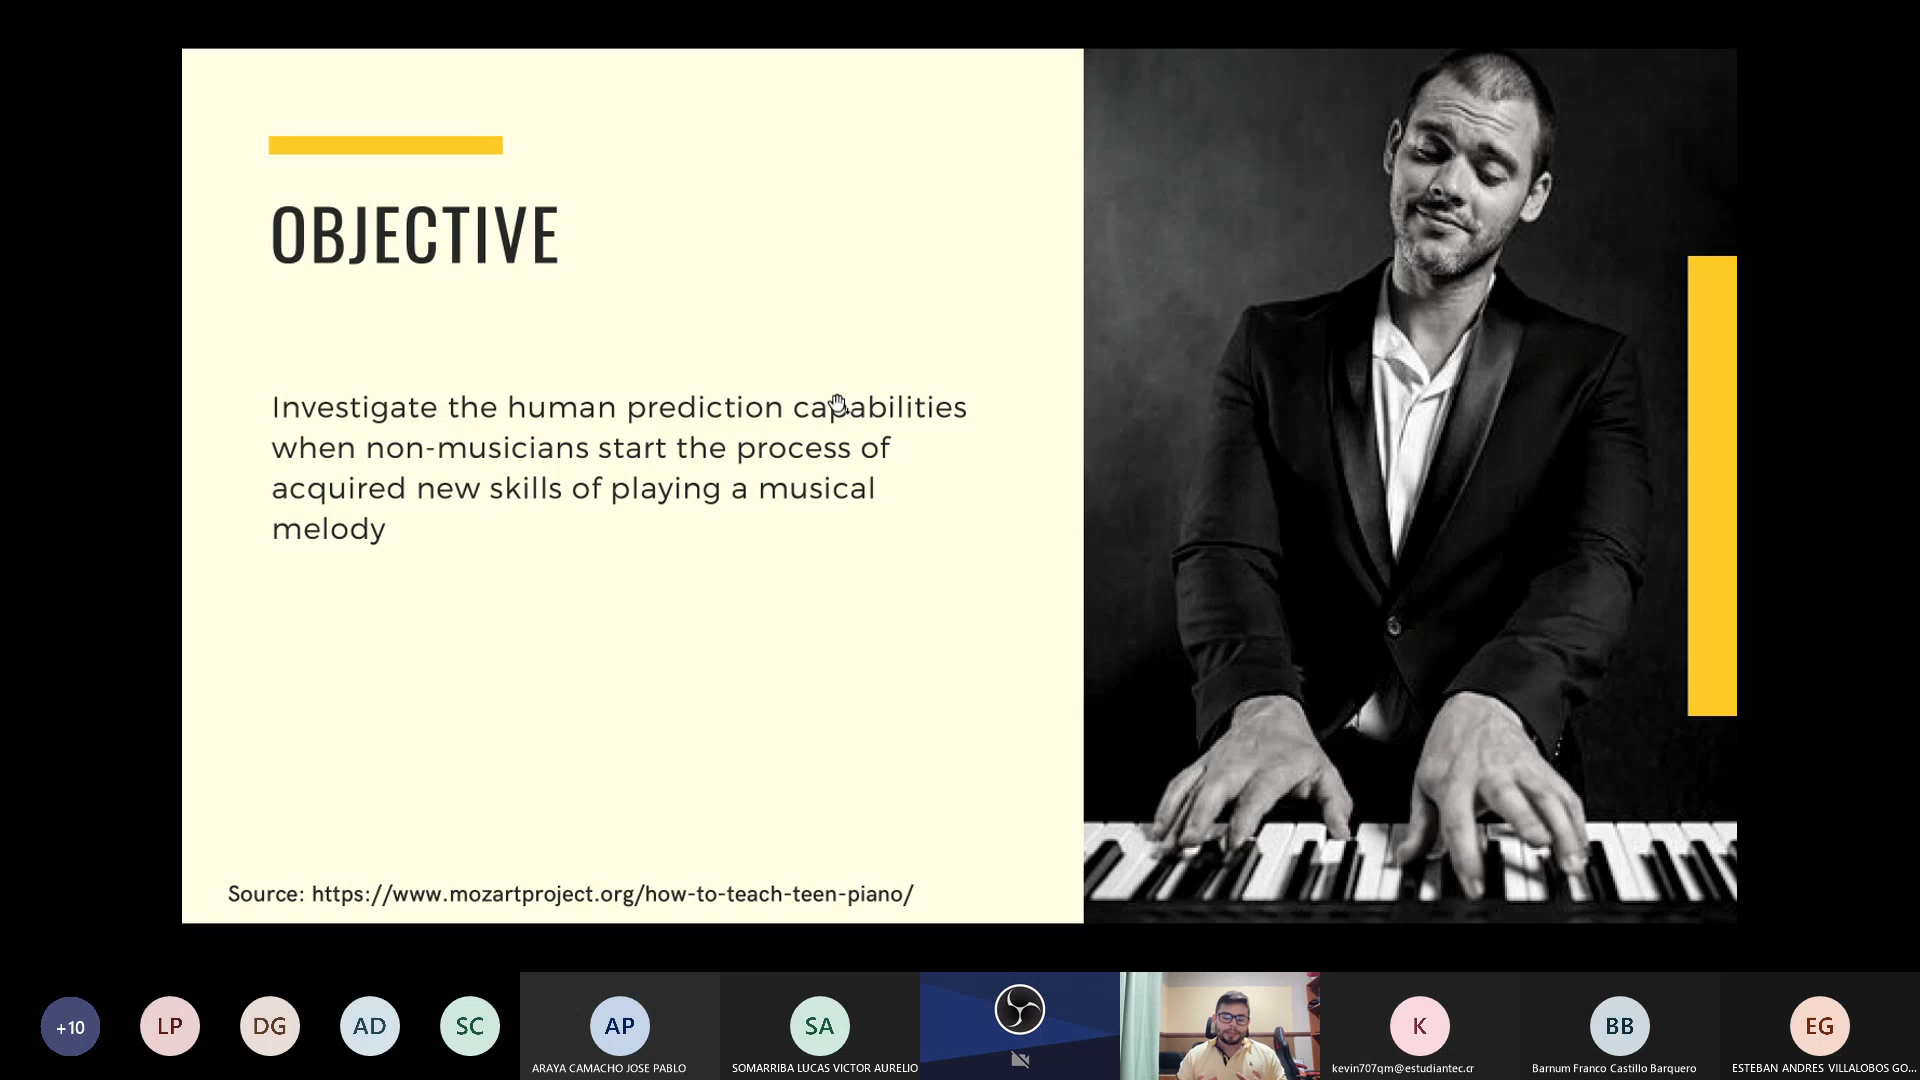 OBJECTIVE
Investigate the human prediction capabilities
when non-musicians start the process of
acquired new skills of playing a musical
melody
Source: https://www.mozartproject.org/how-to-teach-teen-piano/
+10
LP
DG
AD
SC
AP
SA
K
BB
EG
ARAYA CAMACHO JOSE PABLO
SOMARRIBA LUCAS VICTOR AURELIO
kevin707qm@estudiantec.cr
Barnum Franco Castillo Barquero
ESTEBAN ANDRES VILLALOBOS GO...